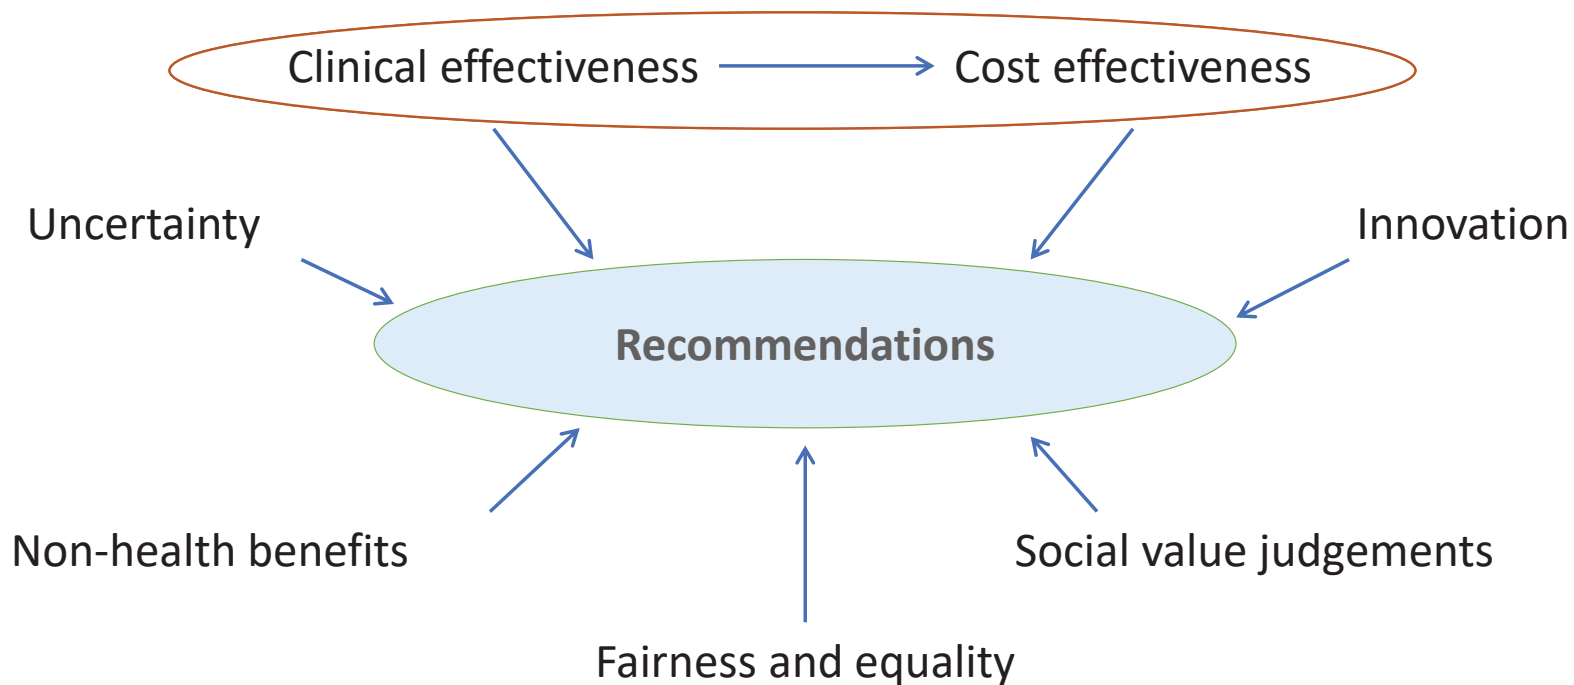 Clinical effectiveness
Cost effectiveness
Uncertainty
Innovation
Recommendations
Non-health benefits
Social value judgements
Fairness and equality